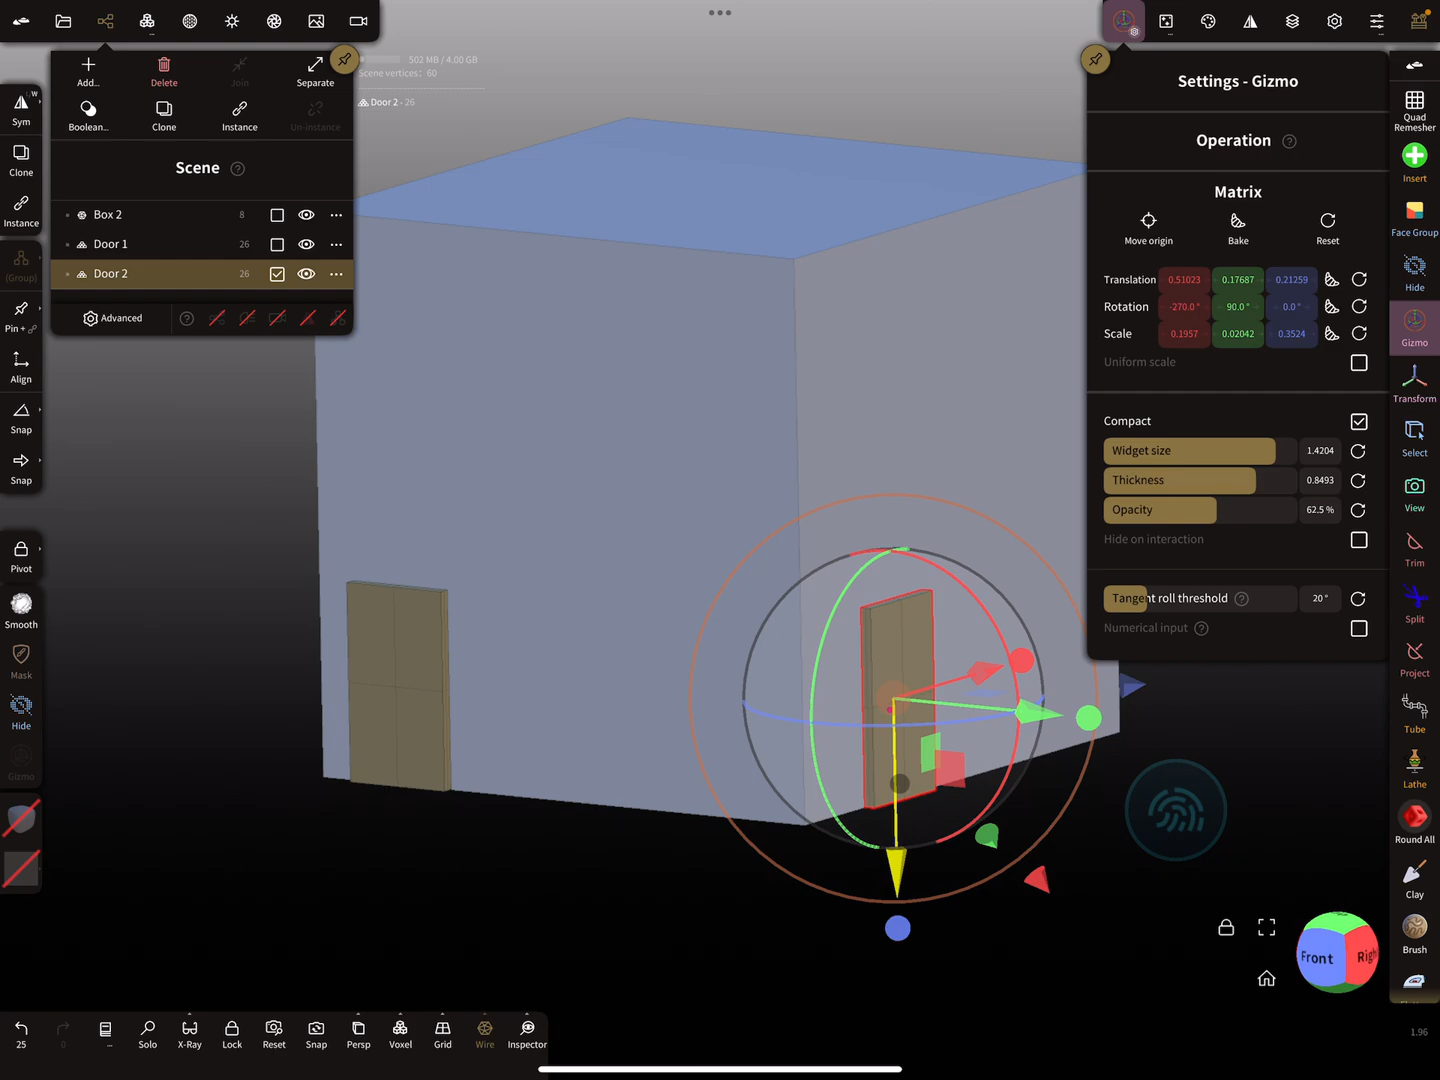 502 MB / 4.00 GB
Scene vertices: 60
Door 2 - 26
Add...
Delete
Join
Separate
Boolean...
Clone
Instance
Un-instance
Scene
Box 2
8
Door 1
26
Door 2
26
Advanced
Sym
Clone
Instance
(Group)
Pin +
Align
Snap
Snap
Pivot
Smooth
Mask
Hide
Gizmo
Settings - Gizmo
Operation
Matrix
Move origin
Bake
Reset
Translation
0.51023
0.17687
0.21259
Rotation
-270.0 °
90.0 °
0.0 °
Scale
0.1957
0.02042
0.3524
Uniform scale
Compact
Widget size
1.4204
Thickness
0.8493
Opacity
62.5 %
Hide on interaction
Tangent roll threshold
20 °
Numerical input
Quad
Remesher
Insert
Face Group
Hide
Gizmo
Transform
Select
View
Trim
Split
Project
Tube
Lathe
Round All
Clay
Brush
Front
Righ
25
0
...
Solo
X-Ray
Lock
Reset
Snap
Persp
Voxel
Grid
Wire
Inspector
1.96